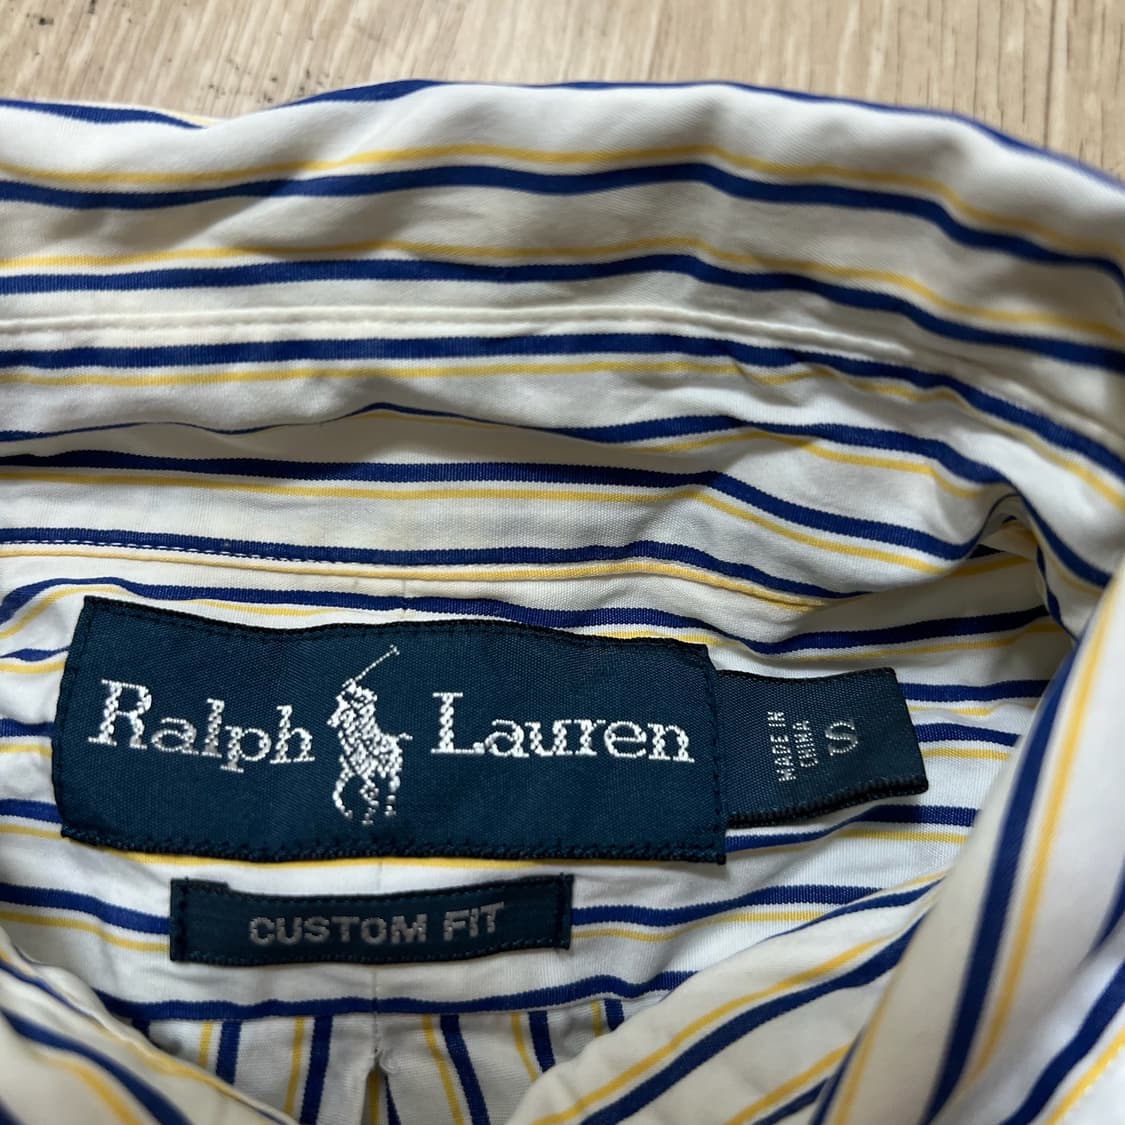 Ralph Lauren
MADE IN
CHINA
S
CUSTOM FIT